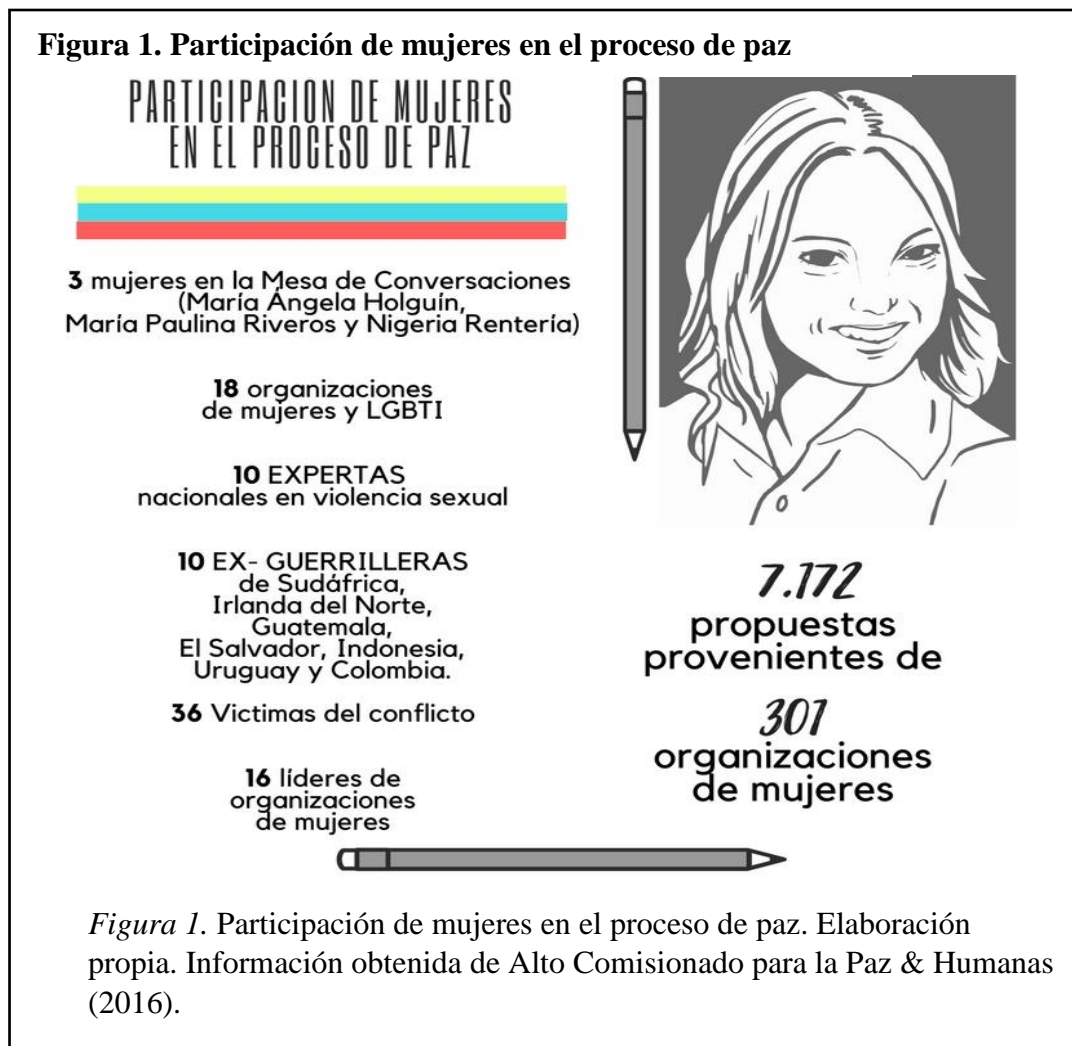 Figura 1. Participación de mujeres en el proceso de paz
PARTICIPACION DE MUJERES
EN EL PROCESO DE PAZ
3 mujeres en la Mesa de Conversaciones
(María Ángela Holguín,
María Paulina Riveros y Nigeria Rentería)
18 organizaciones
de mujeres y LGBTI
10 EXPERTAS
nacionales en violencia sexual
10 EX- GUERRILLERAS
de Sudáfrica,
Irlanda del Norte,
Guatemala,
El Salvador, Indonesia,
Uruguay y Colombia.
36 Victimas del conflicto
16 líderes de
organizaciones
de mujeres
7.172
propuestas
provenientes de
301
organizaciones
de mujeres
Figura 1. Participación de mujeres en el proceso de paz. Elaboración
propia. Información obtenida de Alto Comisionado para la Paz & Humanas
(2016).